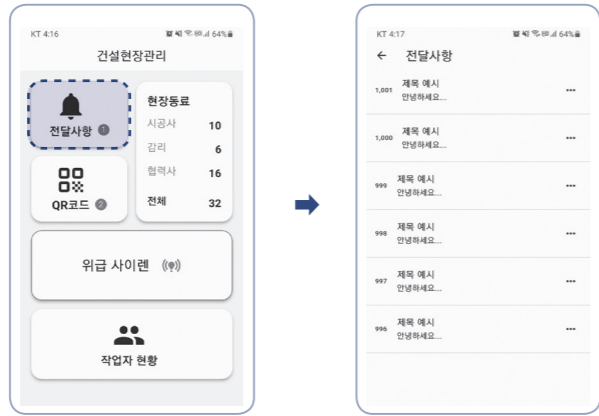 KT 4:16
64%
건설현장관리
전달사항 1
QR코드 2
현장동료
시공사 10
감리 6
협력사 16
전체 32
위급 사이렌
작업자 현황
KT 4:17
64%
전달사항
1,001 제목 예시
안녕하세요...
1,000 제목 예시
안녕하세요...
999 제목 예시
안녕하세요...
998 제목 예시
안녕하세요...
997 제목 예시
안녕하세요...
996 제목 예시
안녕하세요...